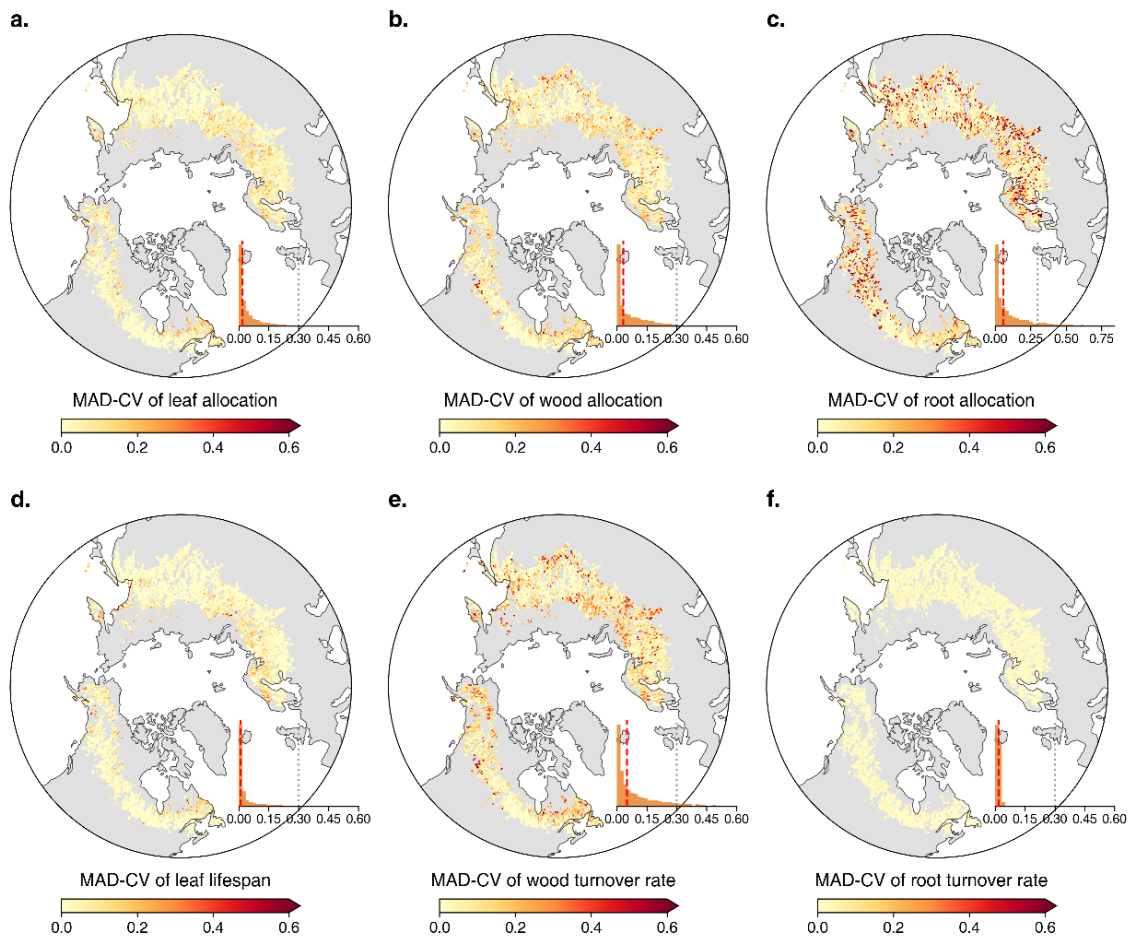 a.
b.
c.
0.00 0.15 0.30 0.45 0.60
0.00 0.15 0.30 0.45 0.60
0.00 0.25 0.50 0.75
MAD-CV of leaf allocation
MAD-CV of wood allocation
MAD-CV of root allocation
0.0 0.2 0.4 0.6
0.0 0.2 0.4 0.6
0.0 0.2 0.4 0.6
d.
e.
f.
0.00 0.15 0.30 0.45 0.60
0.00 0.15 0.30 0.45 0.60
0.00 0.15 0.30 0.45 0.60
MAD-CV of leaf lifespan
MAD-CV of wood turnover rate
MAD-CV of root turnover rate
0.0 0.2 0.4 0.6
0.0 0.2 0.4 0.6
0.0 0.2 0.4 0.6